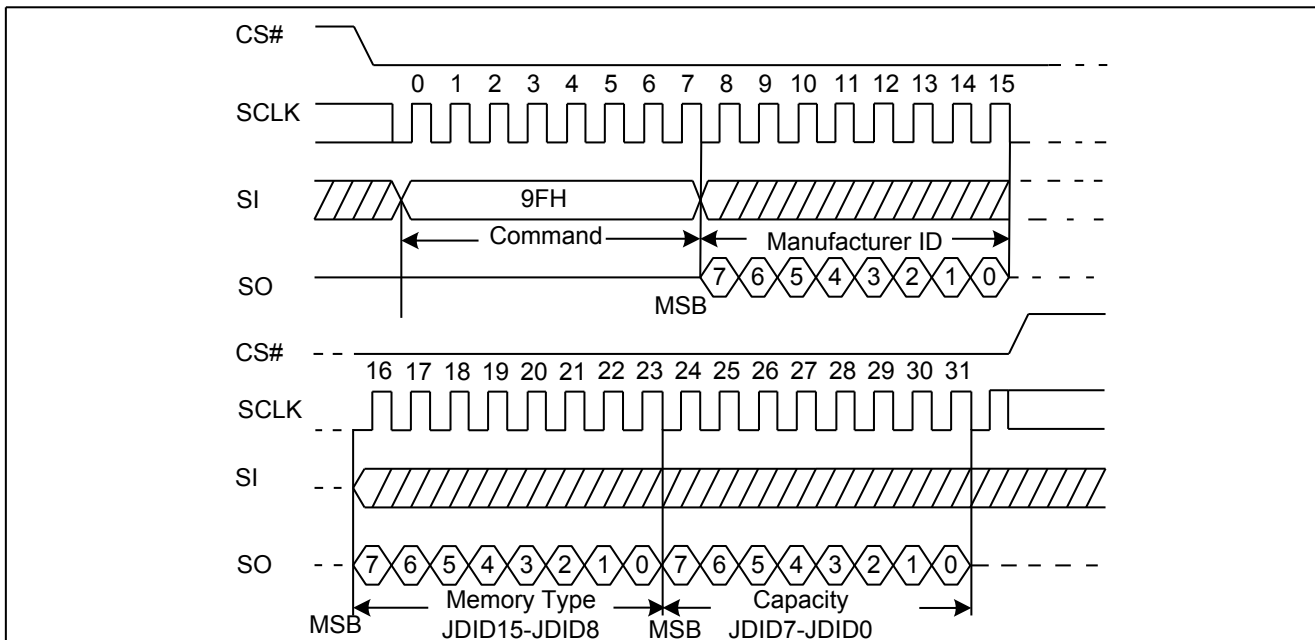 CS#
0 1 2 3 4 5 6 7 8 9 10 11 12 13 14 15
SCLK
SI
9FH
Command
Manufacturer ID
SO
7 6 5 4 3 2 1 0
MSB
CS#
16 17 18 19 20 21 22 23 24 25 26 27 28 29 30 31
SCLK
SI
SO
7 6 5 4 3 2 1 0 7 6 5 4 3 2 1 0
Memory Type
Capacity
MSB
JDID15-JDID8
MSB
JDID7-JDID0